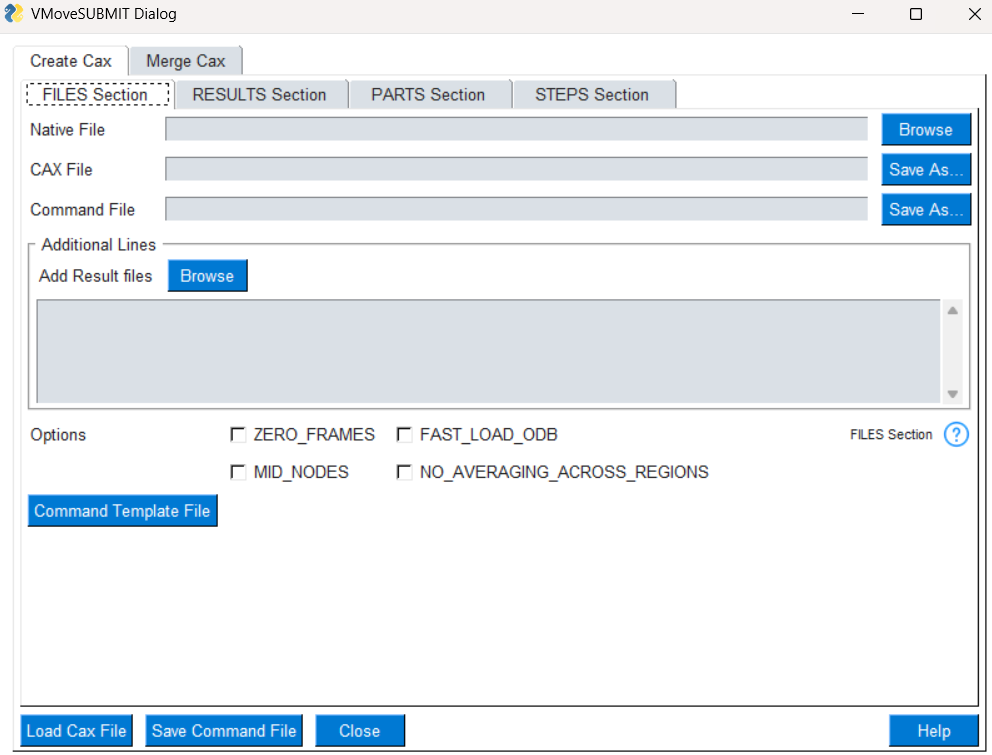 VMoveSUBMIT Dialog
Create Cax Merge Cax
FILES Section RESULTS Section PARTS Section STEPS Section
Native File Browse
CAX File Save As...
Command File Save As...
Additional Lines
Add Result files Browse
Options ZERO_FRAMES FAST_LOAD_ODB FILES Section ?
MID_NODES NO_AVERAGING_ACROSS_REGIONS
Command Template File
Load Cax File Save Command File Close Help